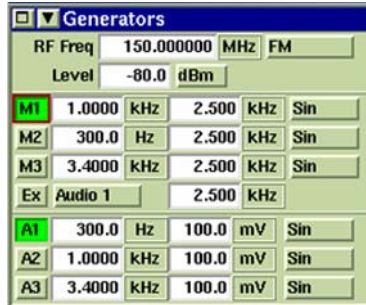 Generators
RF Freq 150.000000 MHz FM
Level -80.0 dBm
M1 1.0000 kHz 2.500 kHz Sin
M2 300.0 Hz 2.500 kHz Sin
M3 3.4000 kHz 2.500 kHz Sin
Ex Audio 1 2.500 kHz
A1 300.0 Hz 100.0 mV Sin
A2 1.0000 kHz 100.0 mV Sin
A3 3.4000 kHz 100.0 mV Sin